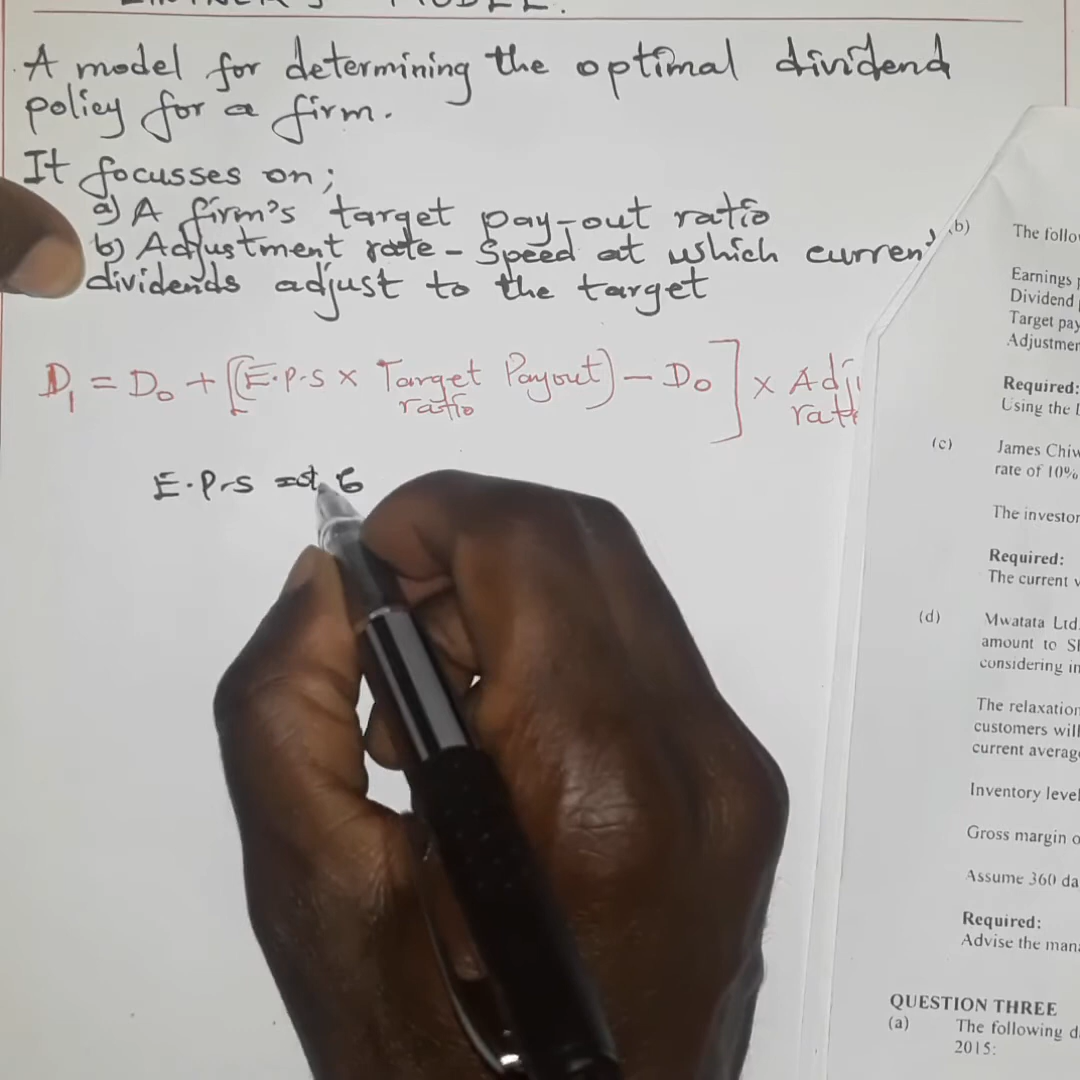 MODEL.
A model for determining the optimal dividend
policy for a firm.
It focusses on;
a) A firm's target pay-out ratio
b) Adjustment rate - Speed at which curren
dividends adjust to the target
D₁ = D₀ + [(E.P.S × Target Payout) - D₀] × Adj
ratio rat
E.P.S = 6
b) The follo
Earnings
Dividend
Target pay
Adjustmen
Required:
Using the
(c) James Chiw
rate of 10%
The investor
Required:
The current
(d) Mwatata Ltd
amount to S
considering in
The relaxation
customers will
current averag
Inventory level
Gross margin o
Assume 360 da
Required:
Advise the man
QUESTION THREE
(a) The following d
2015: